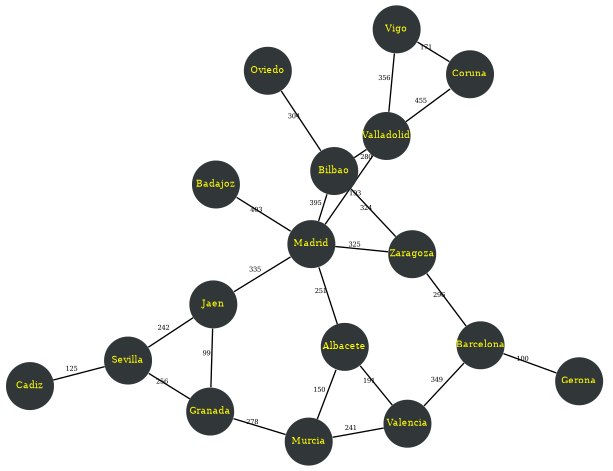 Vigo
171
Coruna
Oviedo
356
455
304
Valladolid
280
Bilbao
Badajoz
193
395
324
403
Madrid
325
Zaragoza
335
251
296
Jaen
242
99
Albacete
Barcelona
Sevilla
100
125
256
191
349
Gerona
Cadiz
150
Granada
278
241
Valencia
Murcia